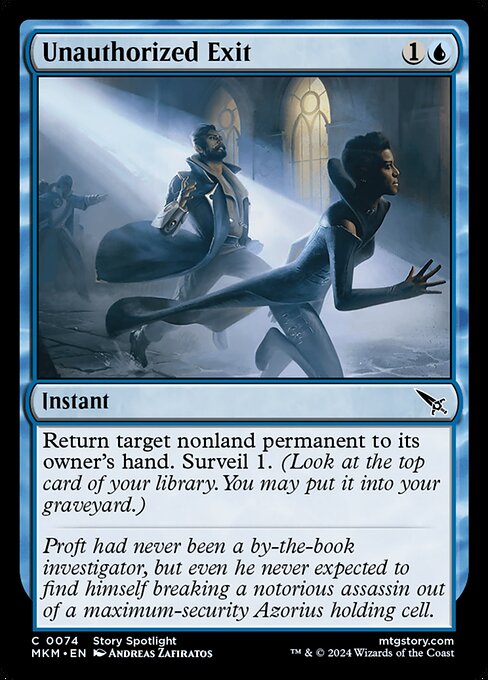 Unauthorized Exit 1
Instant
Return target nonland permanent to its
owner's hand. Surveil 1. (Look at the top
card of your library. You may put it into your
graveyard.)
Proft had never been a by-the-book
investigator, but even he never expected to
find himself breaking a notorious assassin out
of a maximum-security Azorius holding cell.
C 0074 Story Spotlight mtgstory.com
MKM • EN Andreas Zafiratos ™ & © 2024 Wizards of the Coast